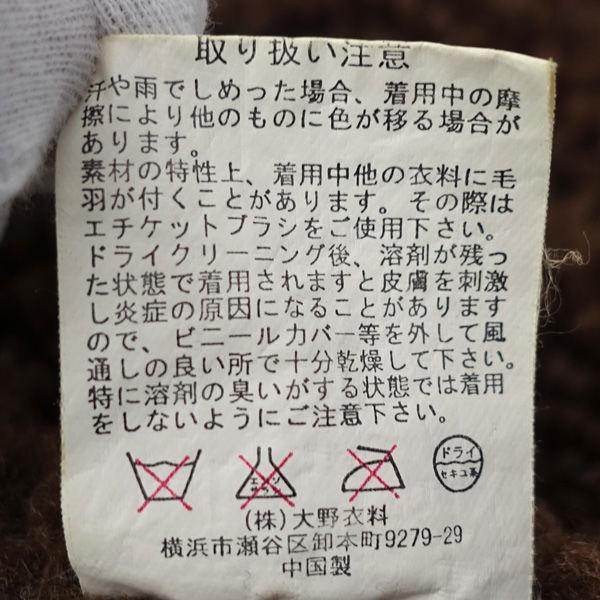 取り扱い注意
汗や雨でしめった場合、着用中の摩
擦により他のものに色が移る場合が
あります。
素材の特性上、着用中他の衣料に毛
羽が付くことがあります。その際は
エチケットブラシをご使用下さい。
ドライクリーニング後、溶剤が残っ
た状態で着用されますと皮膚を刺激
し炎症の原因になることがあります
ので、ビニールカバー等を外して風
通しの良い所で十分乾燥して下さい。
特に溶剤の臭いがする状態では着用
をしないようにご注意下さい。
エンソ
サラシ
ドライ
セキユ系
(株)大野衣料
横浜市瀬谷区卸本町9279-29
中国製